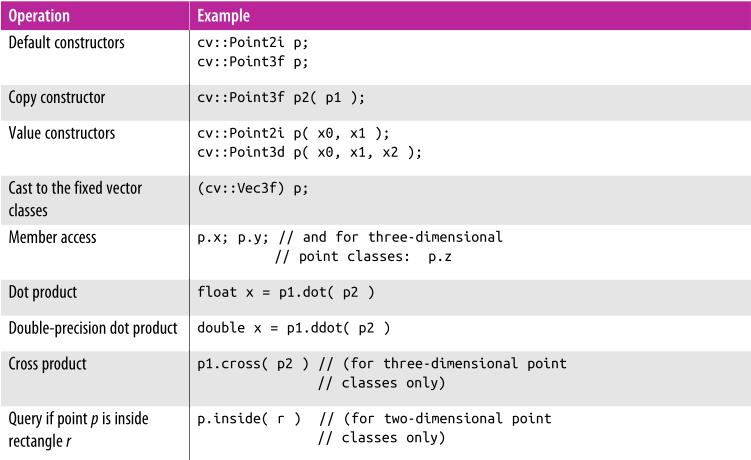 Operation Example
Default constructors cv::Point2i p;
cv::Point3f p;
Copy constructor cv::Point3f p2( p1 );
Value constructors cv::Point2i p( x0, x1 );
cv::Point3d p( x0, x1, x2 );
Cast to the fixed vector (cv::Vec3f) p;
classes
Member access p.x; p.y; // and for three-dimensional
// point classes: p.z
Dot product float x = p1.dot( p2 )
Double-precision dot product double x = p1.ddot( p2 )
Cross product p1.cross( p2 ) // (for three-dimensional point
// classes only)
Query if point p is inside p.inside( r ) // (for two-dimensional point
rectangle r // classes only)